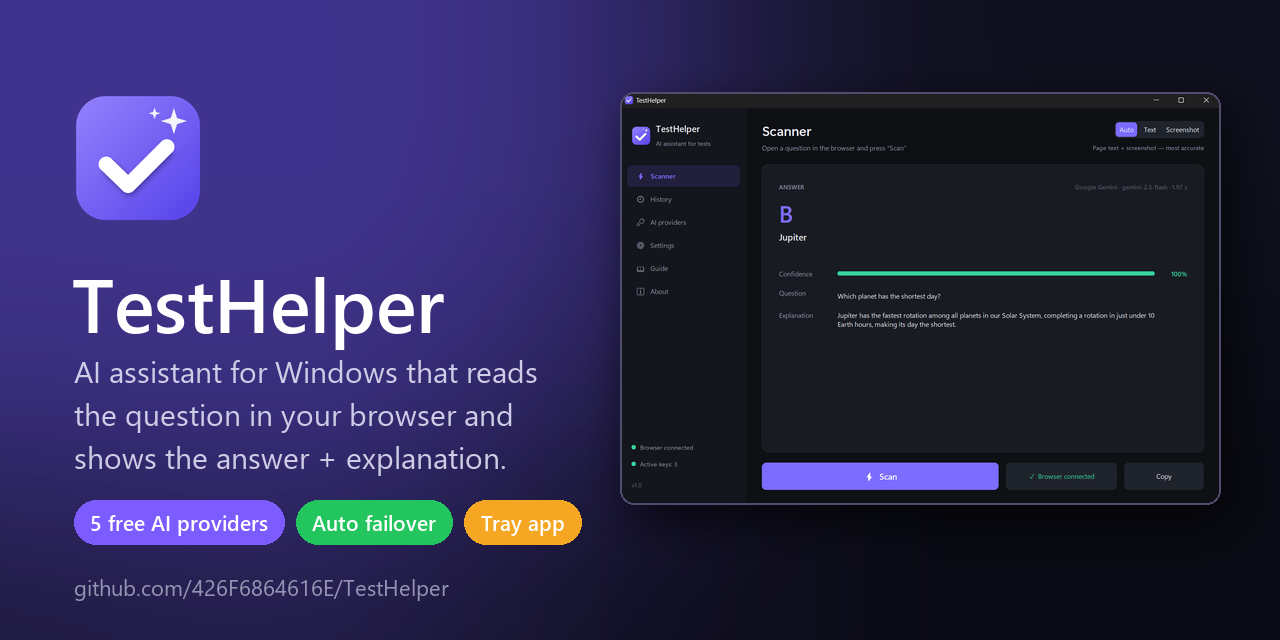 TestHelper
AI assistant for Windows that reads
the question in your browser and
shows the answer + explanation.
5 free AI providers
Auto failover
Tray app
github.com/426F6864616E/TestHelper
TestHelper
TestHelper
AI assistant for tests
Scanner
History
AI providers
Settings
Guide
About
Browser connected
Active keys: 3
v1.0
Scanner
Open a question in the browser and press "Scan"
Auto Text Screenshot
Page text + screenshot — most accurate
ANSWER
Google Gemini · gemini-2.5-flash · 1.97 s
B
Jupiter
Confidence
100%
Question
Which planet has the shortest day?
Explanation
Jupiter has the fastest rotation among all planets in our Solar System, completing a rotation in just under 10
Earth hours, making its day the shortest.
Scan
✓ Browser connected
Copy